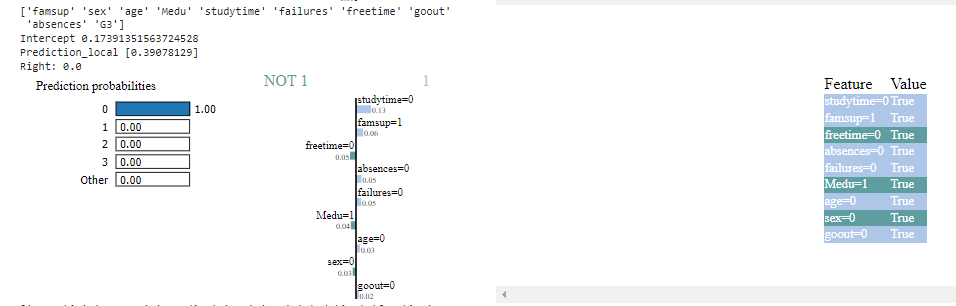 ['famsup' 'sex' 'age' 'Medu' 'studytime' 'failures' 'freetime' 'goout'
'absences' 'G3']
Intercept 0.17391351563724528
Prediction_local [0.39078129]
Right: 0.0
Prediction probabilities
0 1.00
1 0.00
2 0.00
3 0.00
Other 0.00
NOT 1 1
studytime=0
0.13
famsup=1
0.06
freetime=0
0.05
absences=0
0.05
failures=0
0.05
Medu=1
0.04
age=0
0.03
sex=0
0.03
goout=0
0.02
Feature Value
studytime=0 True
famsup=1 True
freetime=0 True
absences=0 True
failures=0 True
Medu=1 True
age=0 True
sex=0 True
goout=0 True